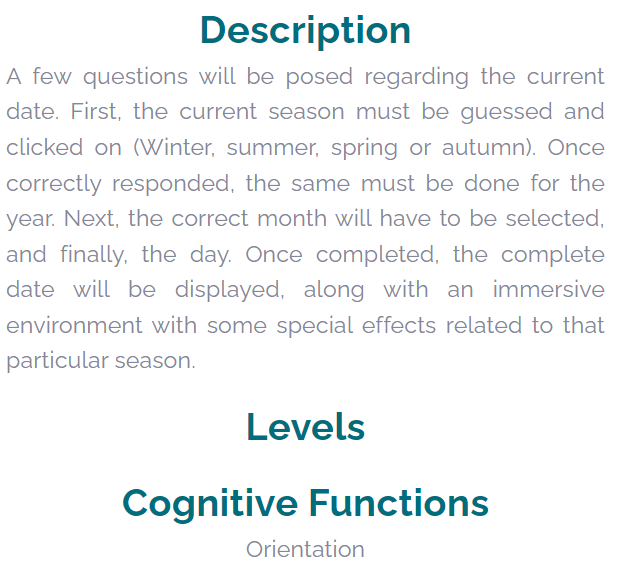 Description
A few questions will be posed regarding the current
date. First, the current season must be guessed and
clicked on (Winter, summer, spring or autumn). Once
correctly responded, the same must be done for the
year. Next, the correct month will have to be selected,
and finally, the day. Once completed, the complete
date will be displayed, along with an immersive
environment with some special effects related to that
particular season.
Levels
Cognitive Functions
Orientation